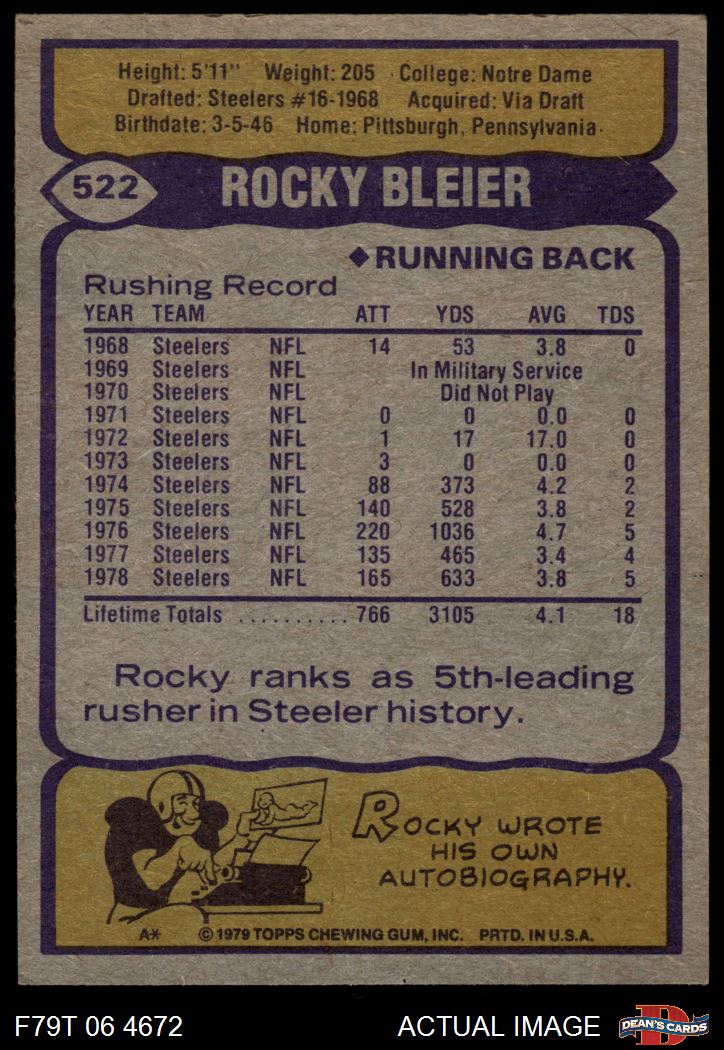 Height: 5'11" Weight: 205 College: Notre Dame
Drafted: Steelers #16-1968 Acquired: Via Draft
Birthdate: 3-5-46 Home: Pittsburgh, Pennsylvania
522 ROCKY BLEIER
◆RUNNING BACK
Rushing Record
YEAR TEAM ATT YDS AVG TDS
1968 Steelers NFL 14 53 3.8 0
1969 Steelers NFL In Military Service
1970 Steelers NFL Did Not Play
1971 Steelers NFL 0 0 0.0 0
1972 Steelers NFL 1 17 17.0 0
1973 Steelers NFL 3 0 0.0 0
1974 Steelers NFL 88 373 4.2 2
1975 Steelers NFL 140 528 3.8 2
1976 Steelers NFL 220 1036 4.7 5
1977 Steelers NFL 135 465 3.4 4
1978 Steelers NFL 165 633 3.8 5
Lifetime Totals .......... 766 3105 4.1 18
Rocky ranks as 5th-leading
rusher in Steeler history.
ROCKY WROTE
HIS OWN
AUTOBIOGRAPHY.
A* © 1979 TOPPS CHEWING GUM, INC. PRTD. IN U.S.A.
F79T 06 4672 ACTUAL IMAGE D DEAN'S CARDS